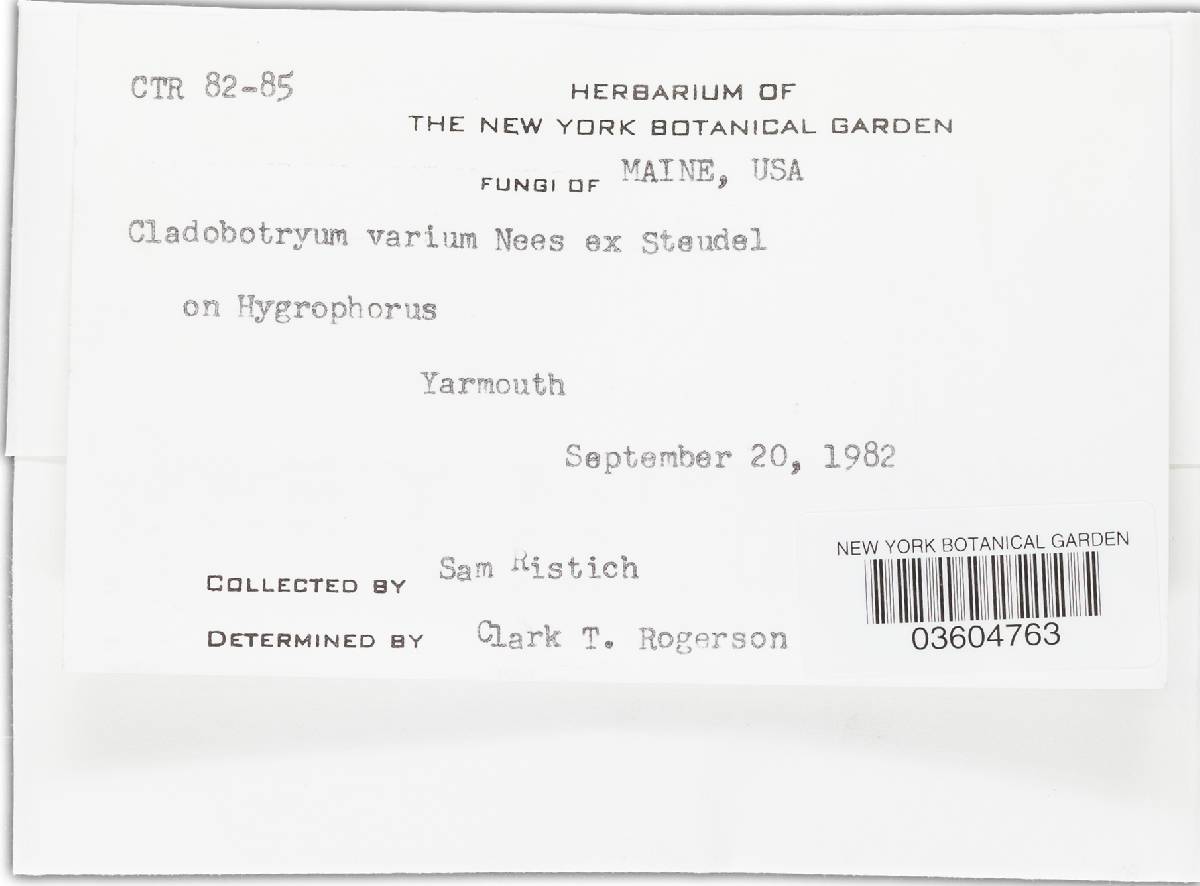 CTR 82-85
HERBARIUM OF
THE NEW YORK BOTANICAL GARDEN
FUNGI OF MAINE, USA
Cladobotryum varium Nees ex Steudel
on Hygrophorus
Yarmouth
September 20, 1982
COLLECTED BY Sam Ristich
DETERMINED BY Clark T. Rogerson
NEW YORK BOTANICAL GARDEN
03604763